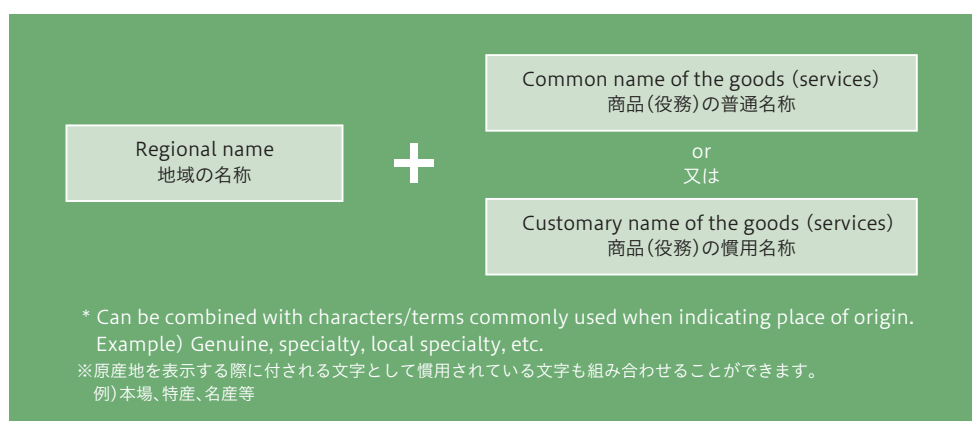 Regional name
地域の名称
Common name of the goods (services)
商品(役務)の普通名称
or
又は
Customary name of the goods (services)
商品(役務)の慣用名称
* Can be combined with characters/terms commonly used when indicating place of origin.
Example) Genuine, specialty, local specialty, etc.
※原産地を表示する際に付される文字として慣用されている文字も組み合わせることができます。
例)本場、特産、名産等